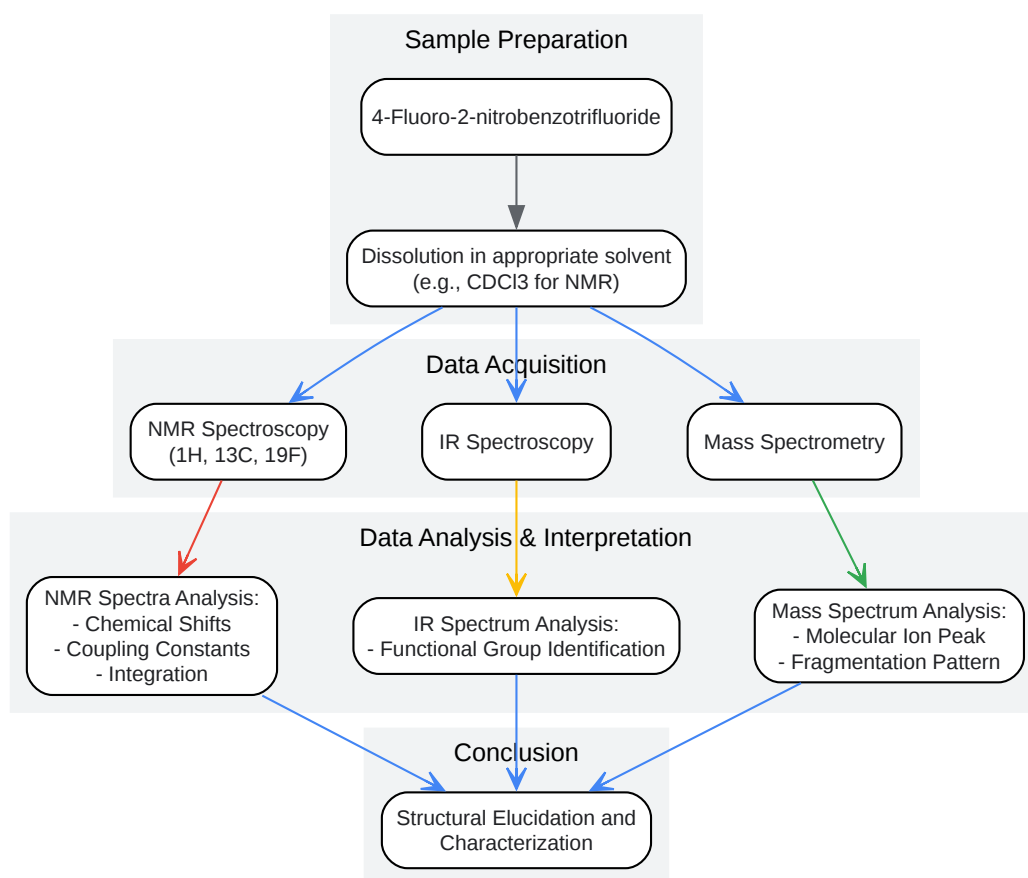 Sample Preparation
4-Fluoro-2-nitrobenzotrifluoride
Dissolution in appropriate solvent
(e.g., CDCl3 for NMR)
Data Acquisition
NMR Spectroscopy
(1H, 13C, 19F)
IR Spectroscopy
Mass Spectrometry
Data Analysis & Interpretation
NMR Spectra Analysis:
- Chemical Shifts
- Coupling Constants
- Integration
IR Spectrum Analysis:
- Functional Group Identification
Mass Spectrum Analysis:
- Molecular Ion Peak
- Fragmentation Pattern
Conclusion
Structural Elucidation and
Characterization